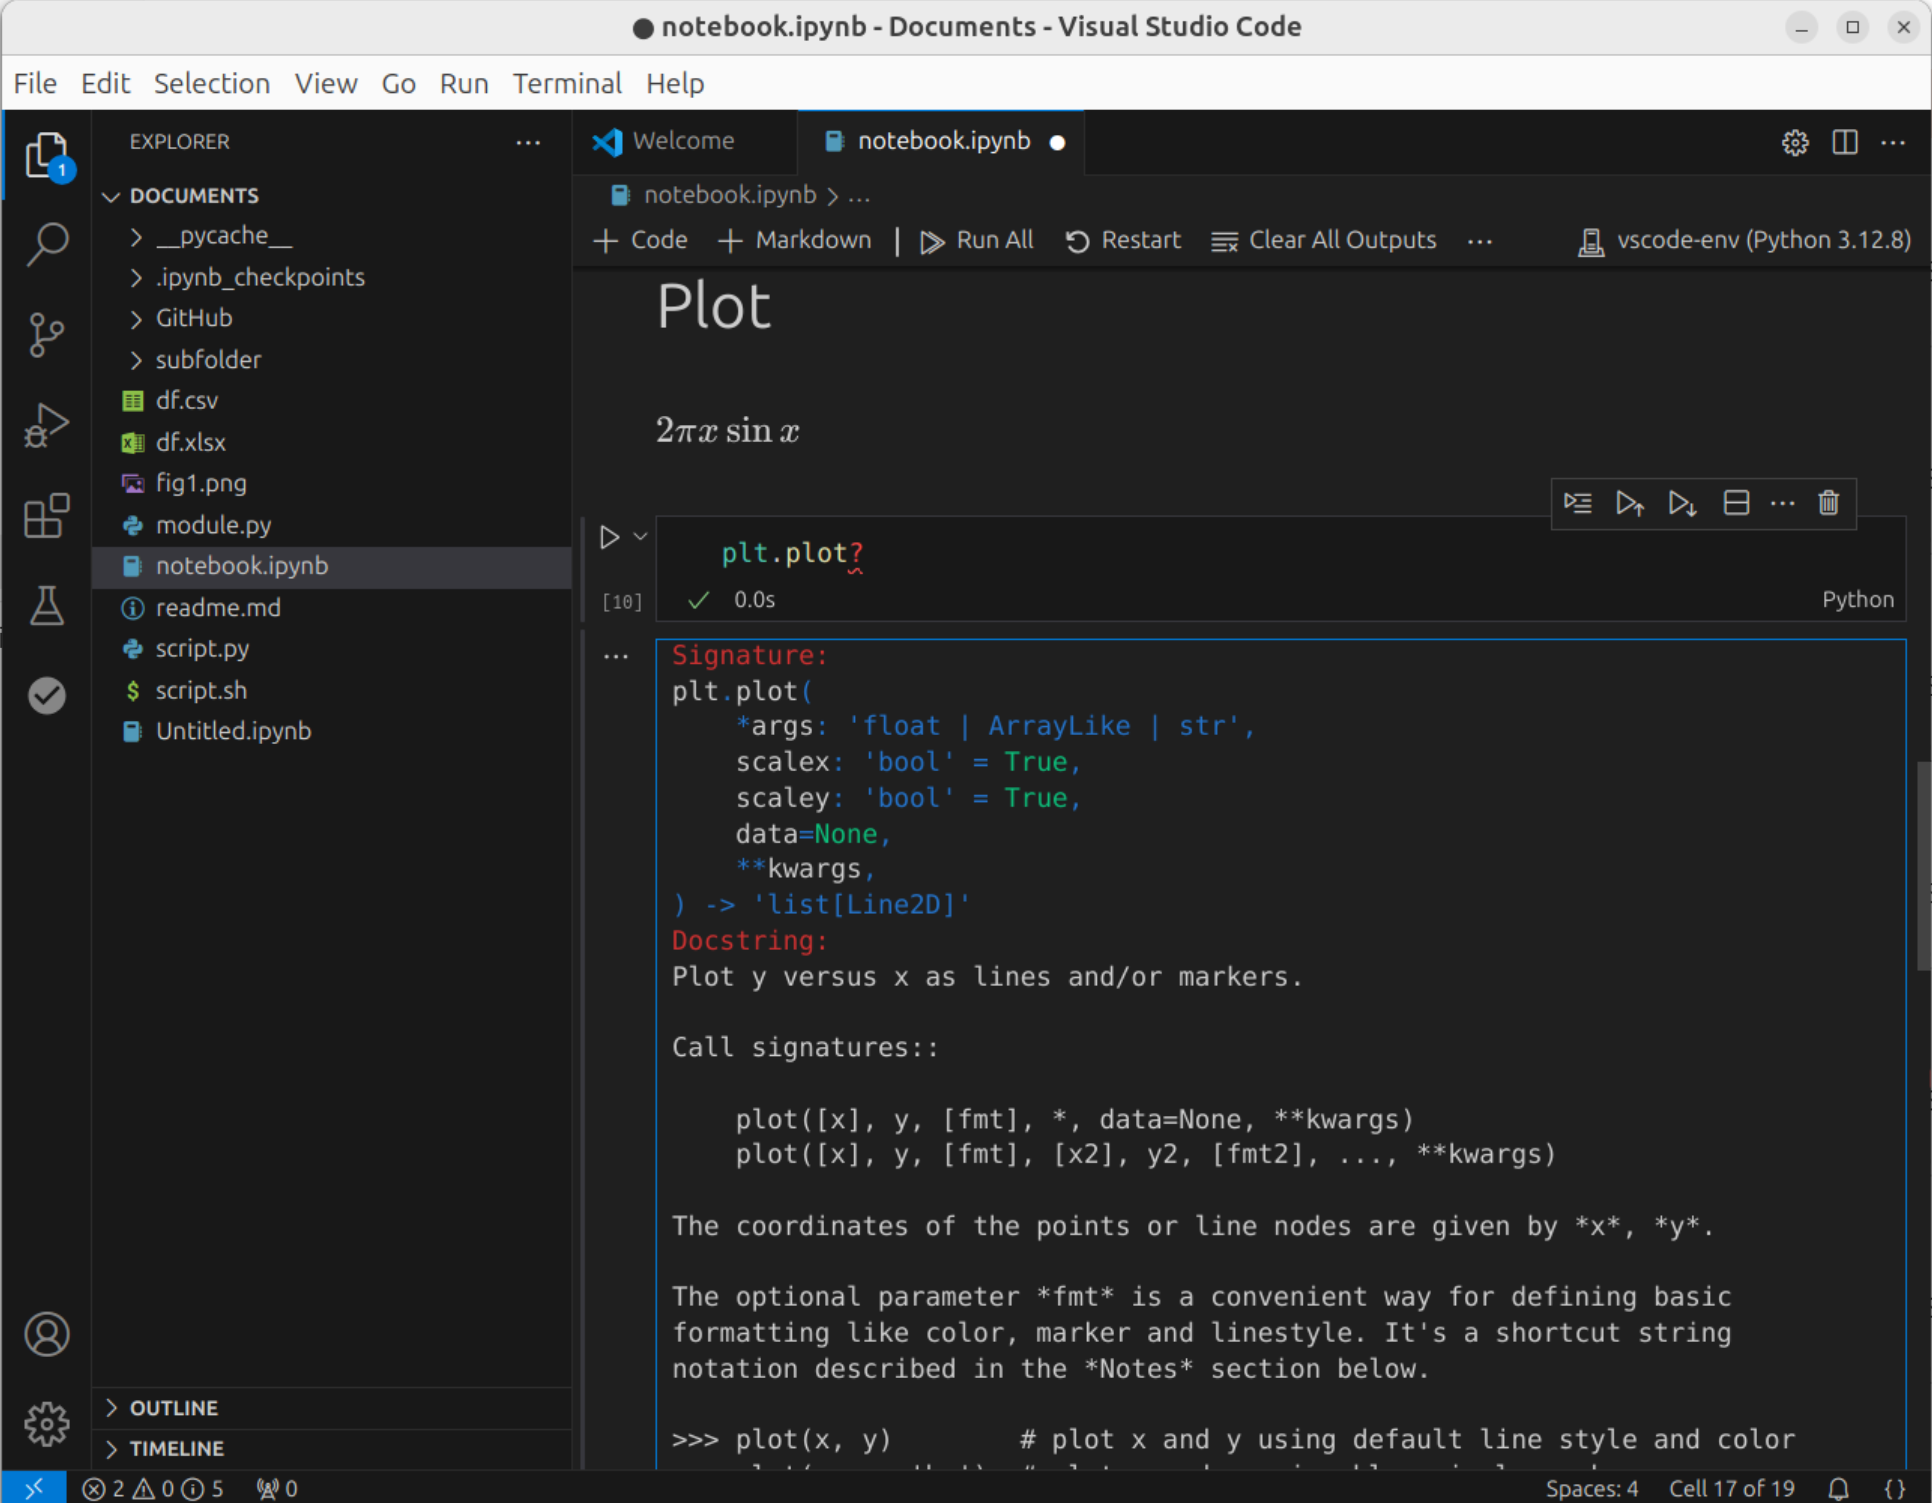 notebook.ipynb - Documents - Visual Studio Code
File Edit Selection View Go Run Terminal Help
EXPLORER
1
DOCUMENTS
__pycache__
.ipynb_checkpoints
GitHub
subfolder
df.csv
df.xlsx
fig1.png
module.py
notebook.ipynb
readme.md
script.py
script.sh
Untitled.ipynb
OUTLINE
TIMELINE
Welcome
notebook.ipynb
notebook.ipynb > ...
Code Markdown | Run All Restart Clear All Outputs ... vscode-env (Python 3.12.8)
Plot
2πx sin x
plt.plot?
[10] 0.0s Python
Signature:
plt.plot(
*args: 'float | ArrayLike | str',
scalex: 'bool' = True,
scaley: 'bool' = True,
data=None,
**kwargs,
) -> 'list[Line2D]'
Docstring:
Plot y versus x as lines and/or markers.
Call signatures::
plot([x], y, [fmt], *, data=None, **kwargs)
plot([x], y, [fmt], [x2], y2, [fmt2], ..., **kwargs)
The coordinates of the points or line nodes are given by *x*, *y*.
The optional parameter *fmt* is a convenient way for defining basic
formatting like color, marker and linestyle. It's a shortcut string
notation described in the *Notes* section below.
>>> plot(x, y) # plot x and y using default line style and color
2 0 5 0 Spaces: 4 Cell 17 of 19 {}